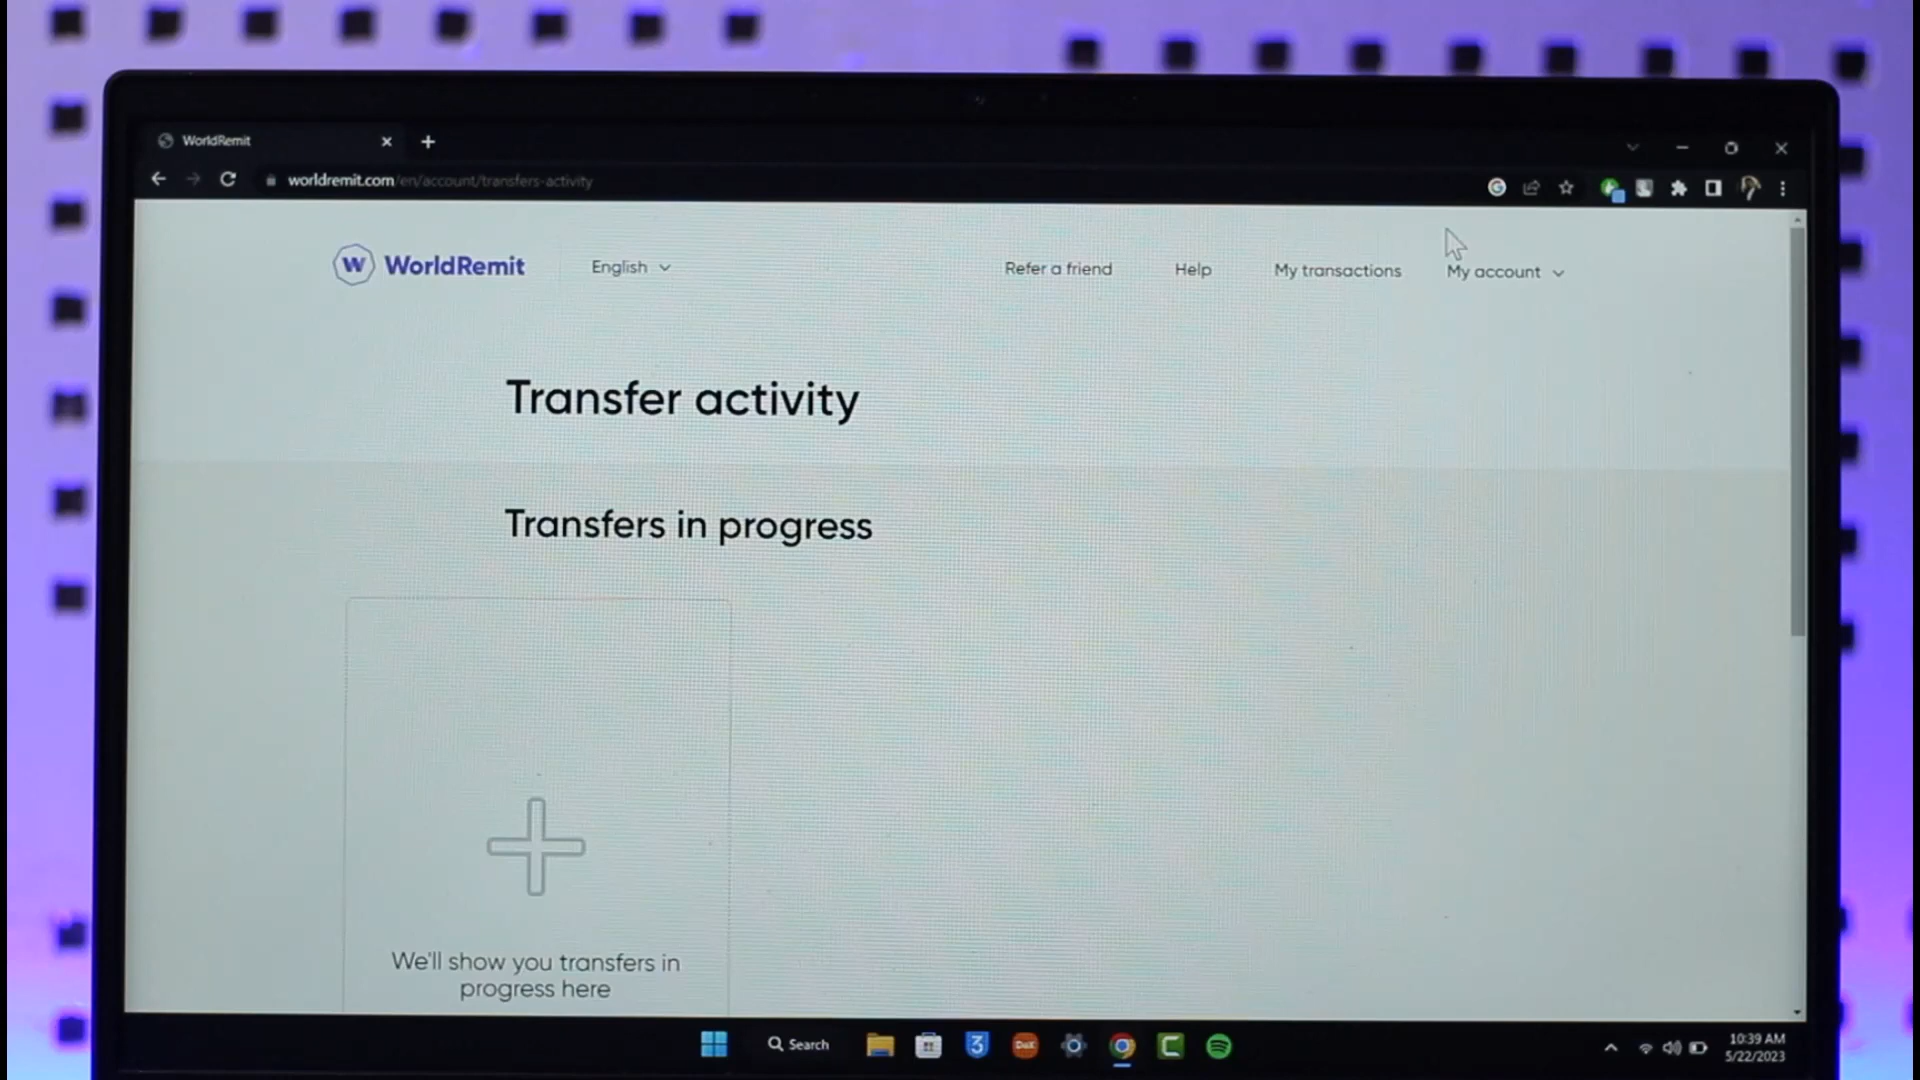 WorldRemit
worldremit.com/en/account/transfers-activity
W WorldRemit
English
Refer a friend
Help
My transactions
My account
Transfer activity
Transfers in progress
We'll show you transfers in
progress here
Search
3
10:39 AM
5/22/2023